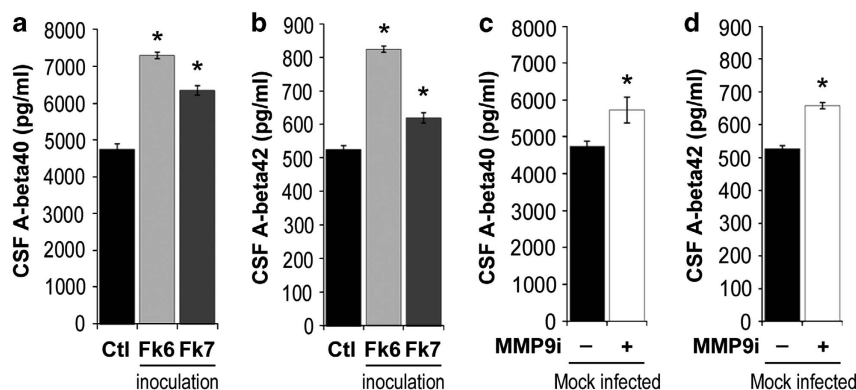 a
CSF A-beta40 (pg/ml)
8000
7000
6000
5000
4000
3000
2000
1000
0
*
*
Ctl Fk6 Fk7
inoculation
b
CSF A-beta42 (pg/ml)
900
800
700
600
500
400
300
200
100
0
*
*
Ctl Fk6 Fk7
inoculation
c
CSF A-beta40 (pg/ml)
8000
7000
6000
5000
4000
3000
2000
1000
0
*
MMP9i – +
Mock infected
d
CSF A-beta42 (pg/ml)
900
800
700
600
500
400
300
200
100
0
*
MMP9i – +
Mock infected